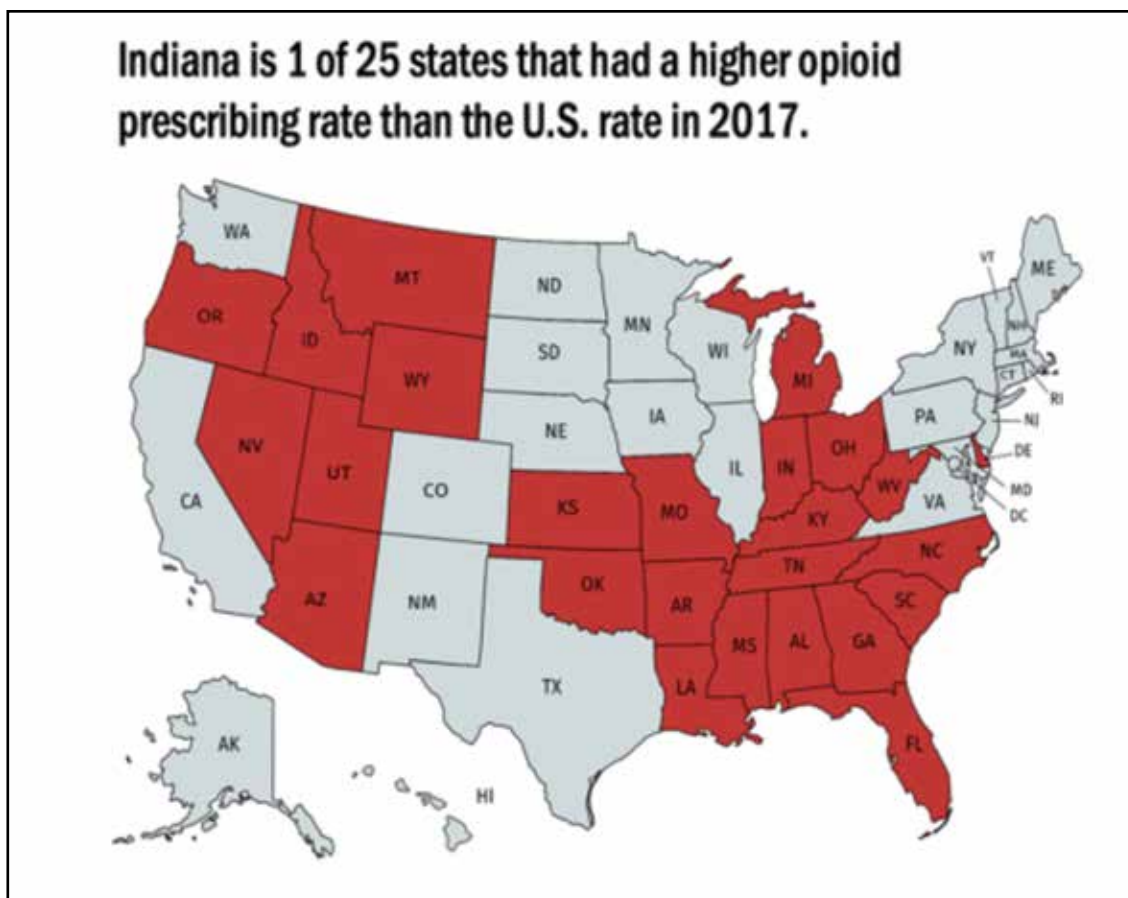 Indiana is 1 of 25 states that had a higher opioid
prescribing rate than the U.S. rate in 2017.
WA
MT
ND
MN
VT
ME
OR
ID
SD
WI
NY
NH
MA
WY
MI
CT
RI
IA
PA
NJ
NE
NV
UT
CO
IL
IN
OH
DE
WV
MD
CA
KS
MO
KY
VA
DC
NC
TN
AZ
NM
OK
AR
SC
MS
AL
GA
TX
LA
AK
FL
HI